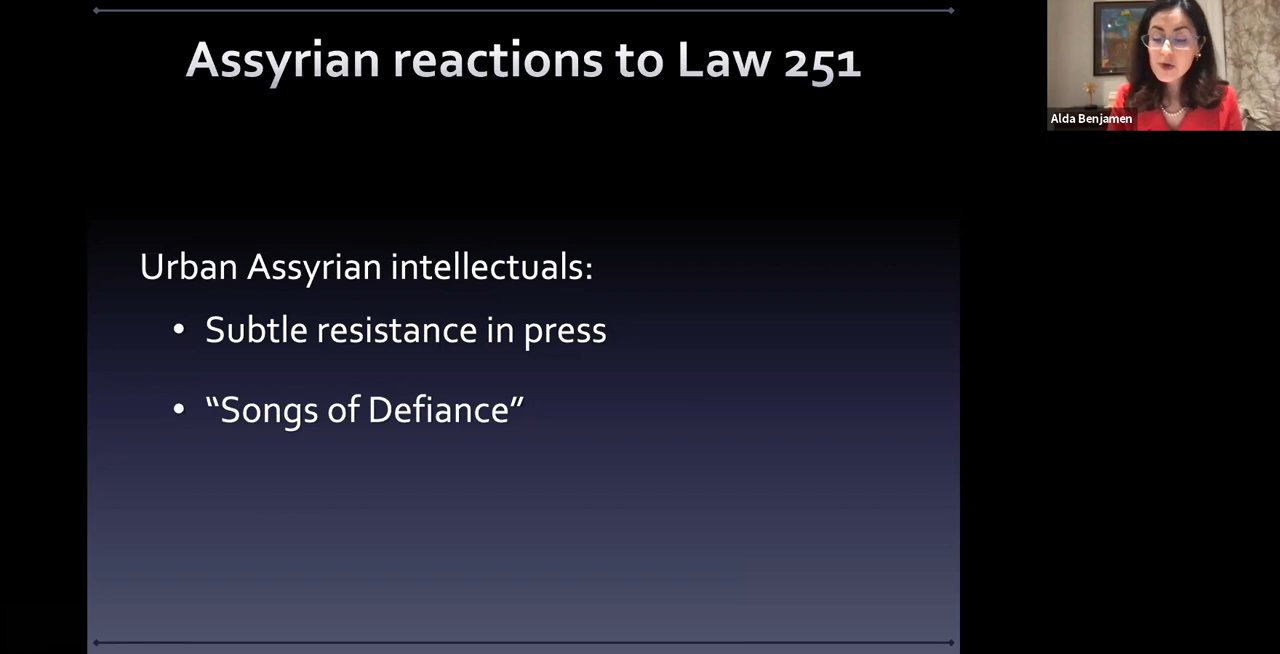 Assyrian reactions to Law 251
Alda Benjamen
Urban Assyrian intellectuals:
• Subtle resistance in press
• “Songs of Defiance”